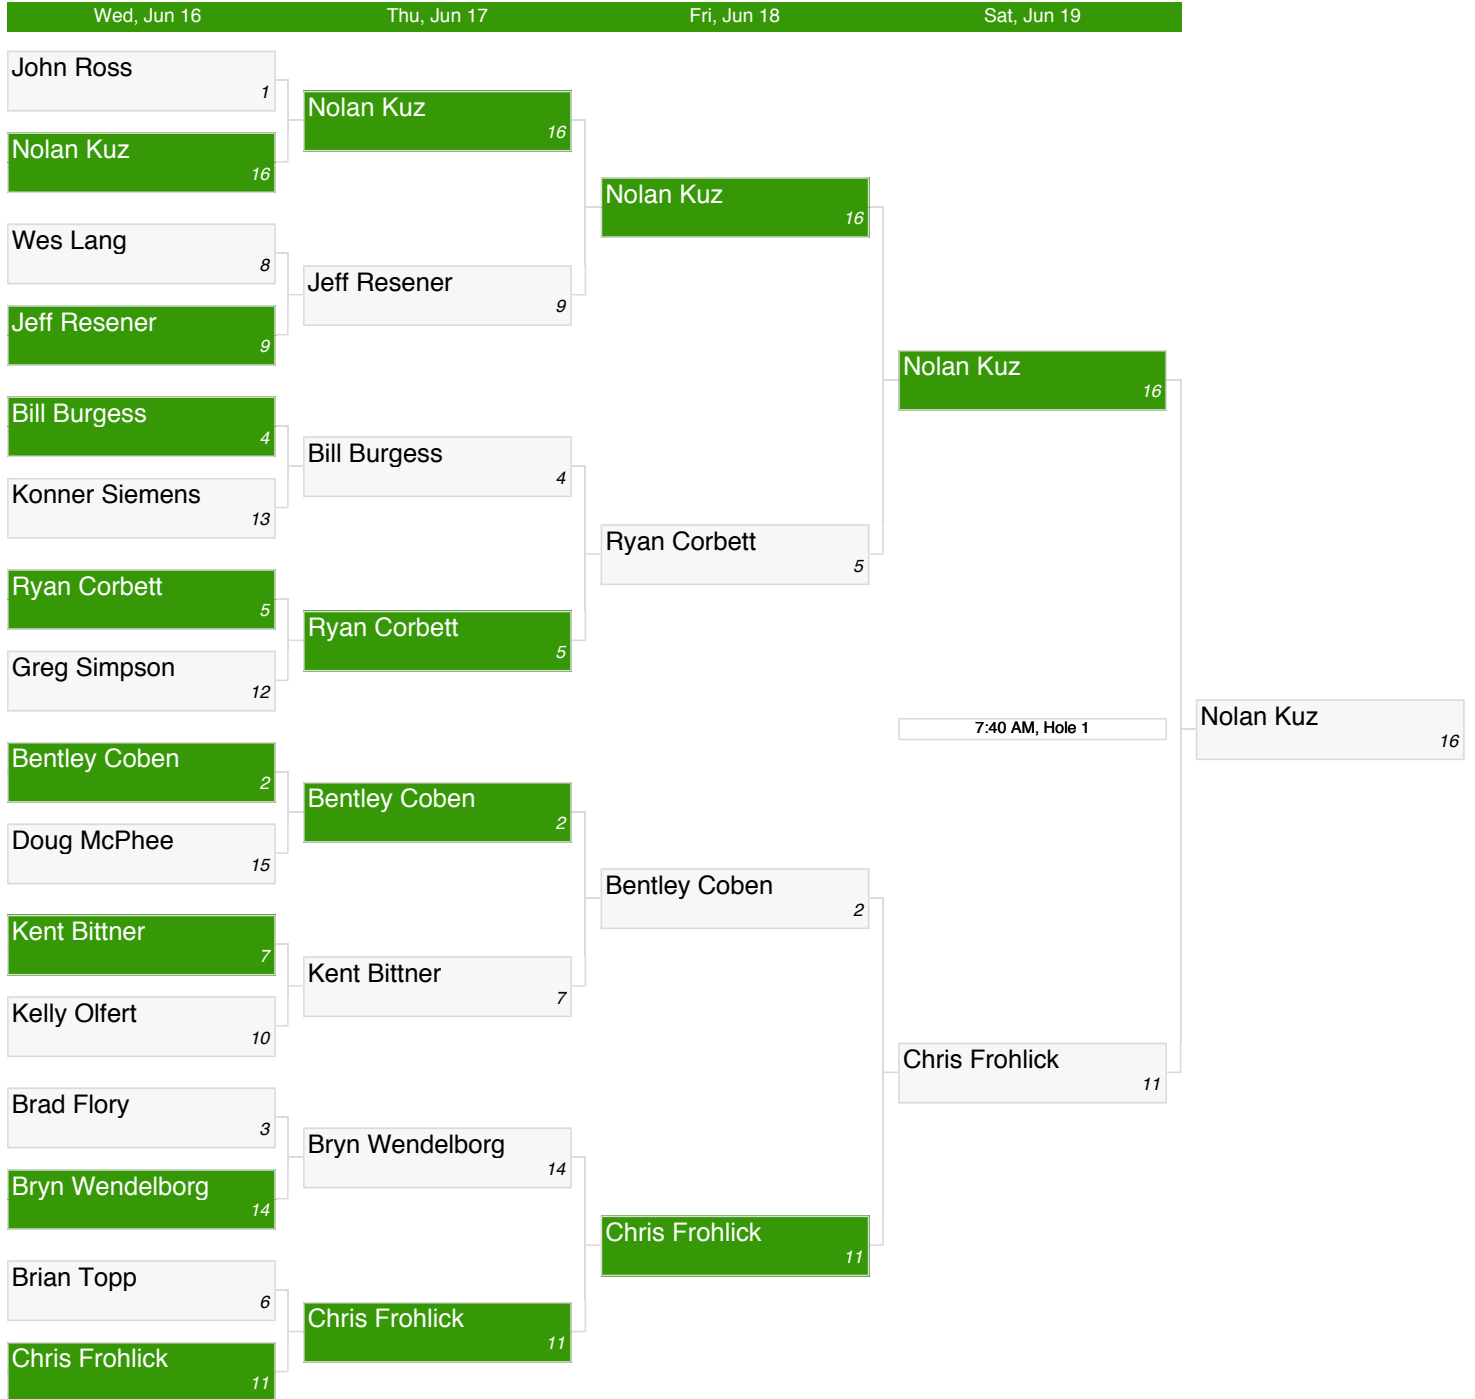 Wed, Jun 16
Thu, Jun 17
Fri, Jun 18
Sat, Jun 19
John Ross
1
Nolan Kuz
16
Wes Lang
8
Jeff Resener
9
Bill Burgess
4
Konner Siemens
13
Ryan Corbett
5
Greg Simpson
12
Bentley Coben
2
Doug McPhee
15
Kent Bittner
7
Kelly Olfert
10
Brad Flory
3
Bryn Wendelborg
14
Brian Topp
6
Chris Frohlick
11
Nolan Kuz
16
Jeff Resener
9
Bill Burgess
4
Ryan Corbett
5
Bentley Coben
2
Kent Bittner
7
Bryn Wendelborg
14
Chris Frohlick
11
Nolan Kuz
16
Ryan Corbett
5
Bentley Coben
2
Chris Frohlick
11
Nolan Kuz
16
7:40 AM, Hole 1
Chris Frohlick
11
Nolan Kuz
16